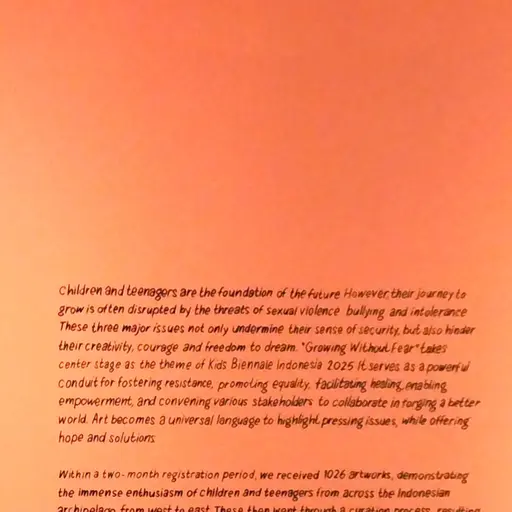 Children and teenagers are the foundation of the future However, their journey to
grow is often disrupted by the threats of sexual violence bullying and intolerance
These three major issues not only undermine their sense of security, but also hinder
their creativity, courage and freedom to dream. "Growing Without Fear" takes
center stage as the theme of Kids Biennale Indonesia 2025 It serves as a powerful
conduit for fostering resistance, promoting equality, facilitating healing, enabling
empowerment, and convening various stakeholders to collaborate in forging a better
world. Art becomes a universal language to highlight pressing issues, while offering
hope and solutions
Within a two-month registration period, we received 1026 artworks, demonstrating
the immense enthusiasm of children and teenagers from across the Indonesian
archipelago from west to east These then went through a curation process, resulting